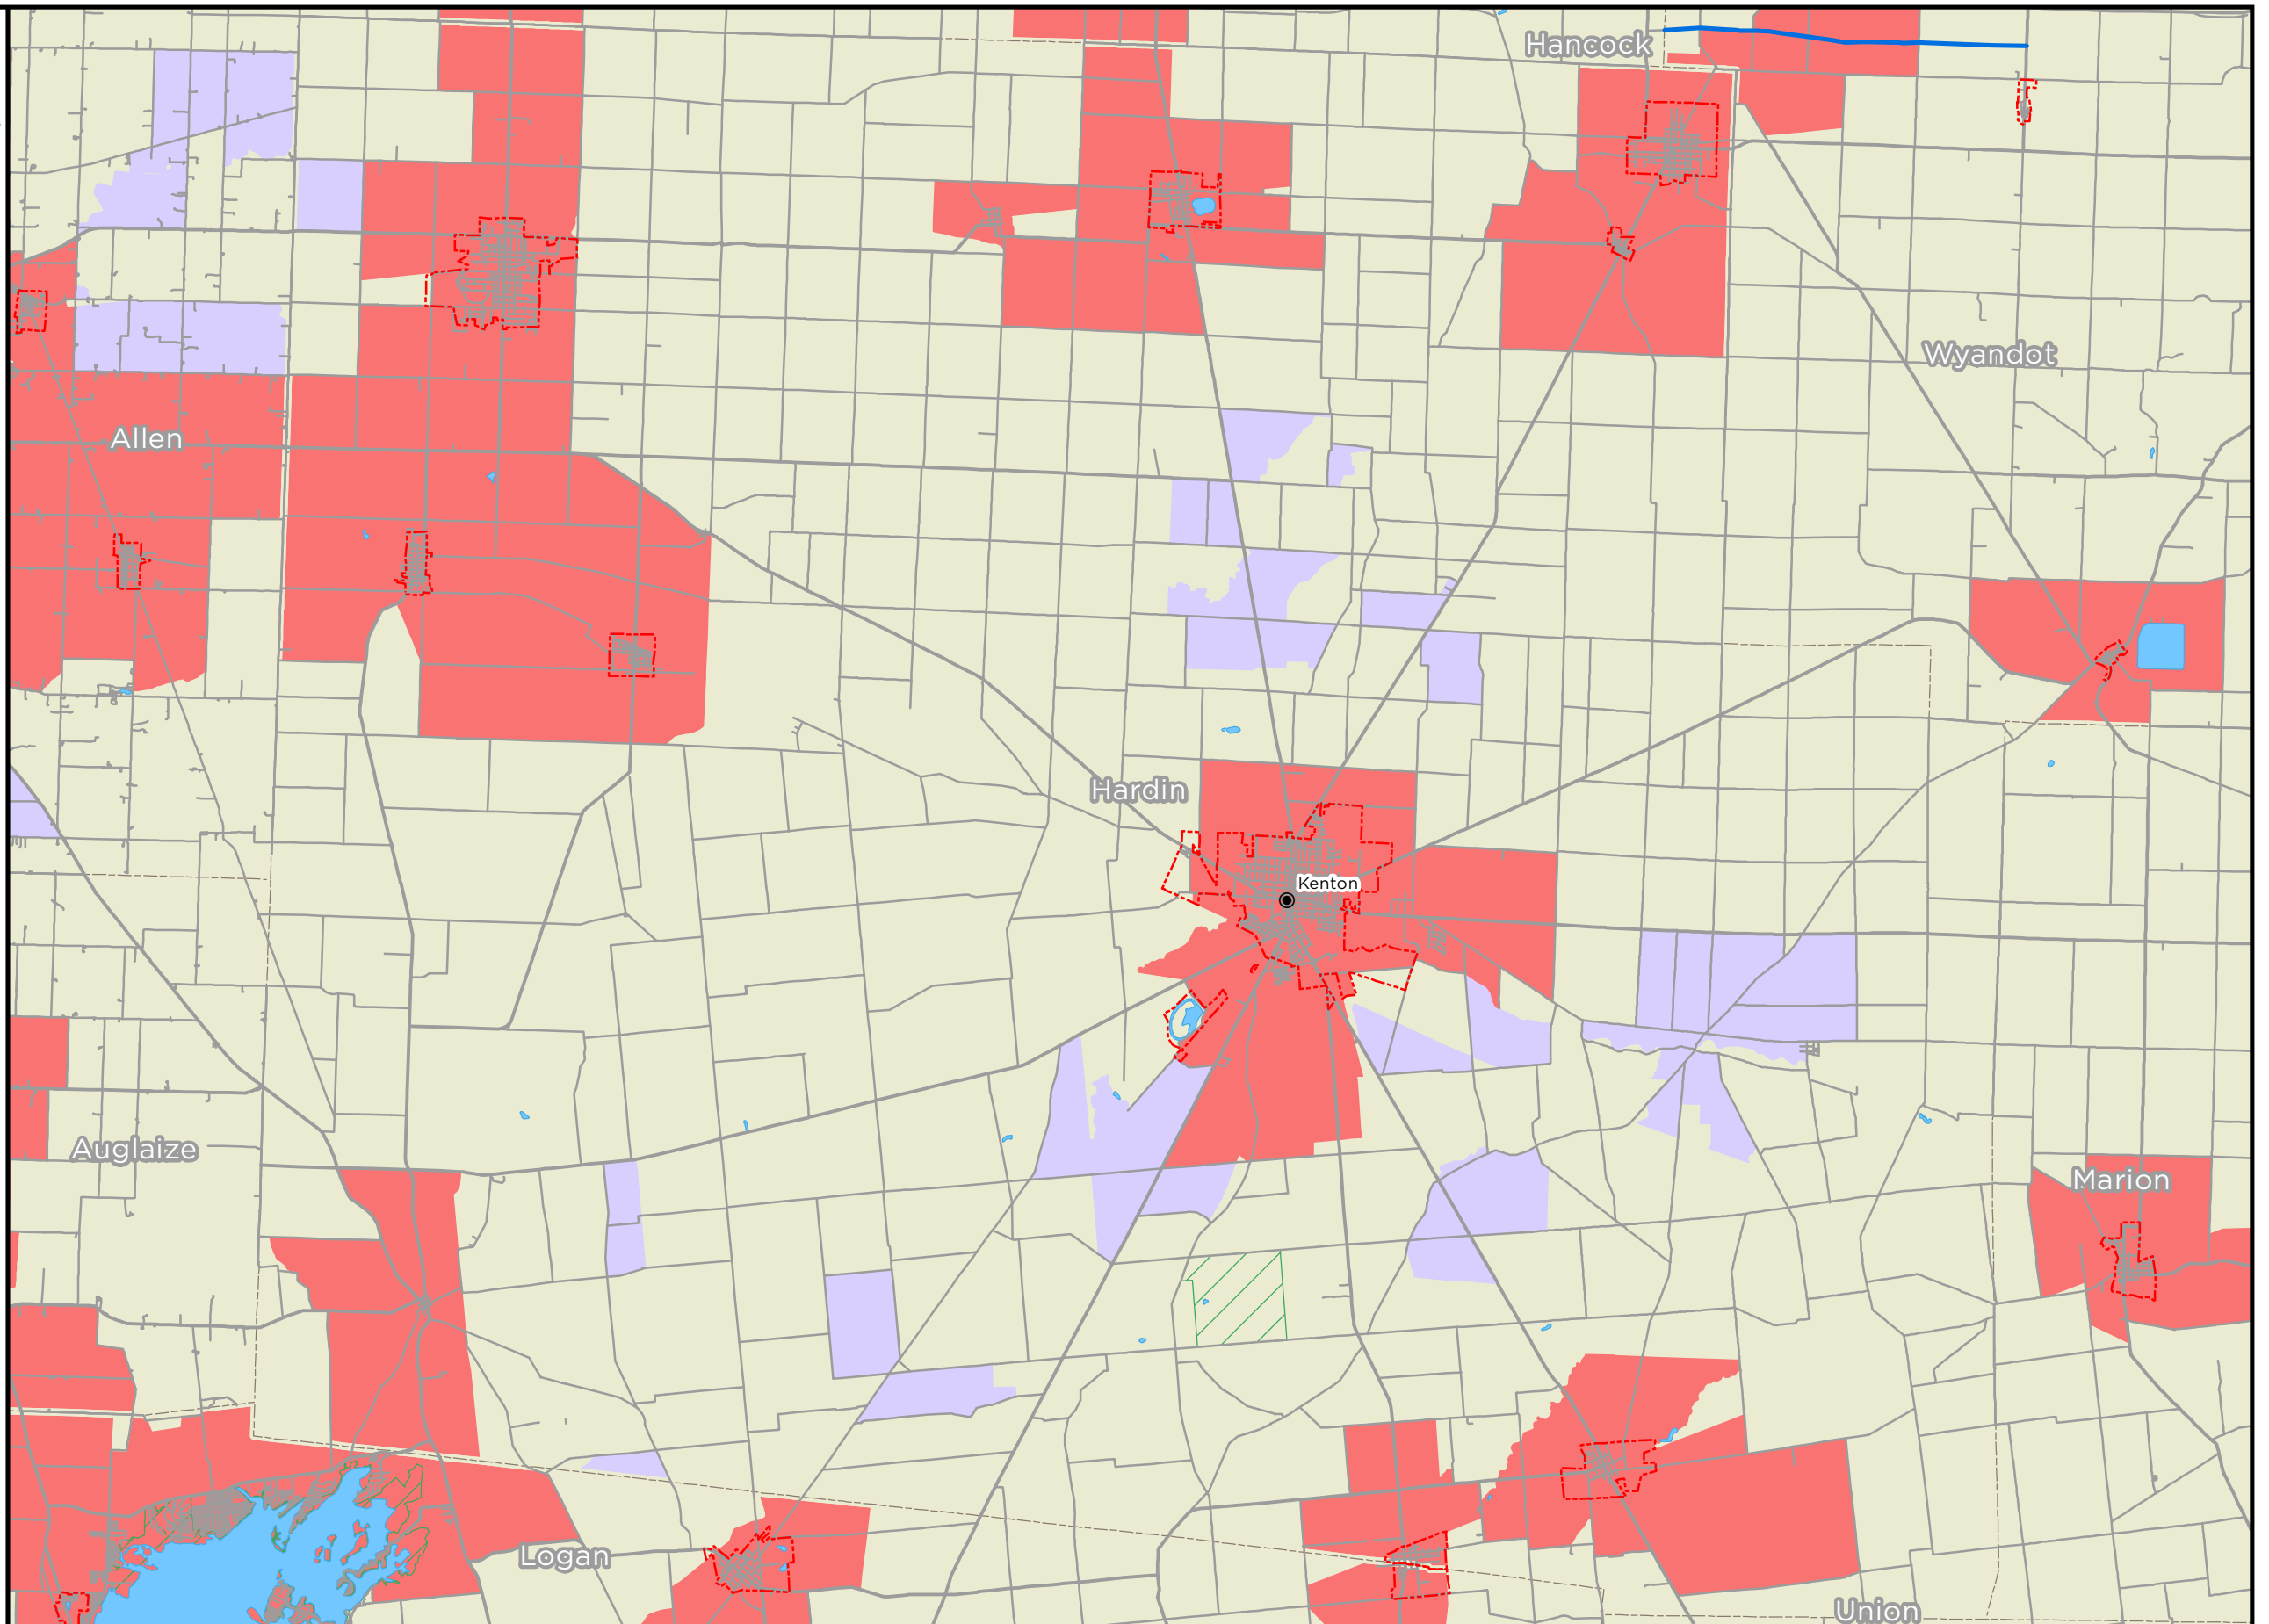 Hancock
Wyandot
Allen
Hardin
Kenton
Auglaize
Marion
Logan
Union